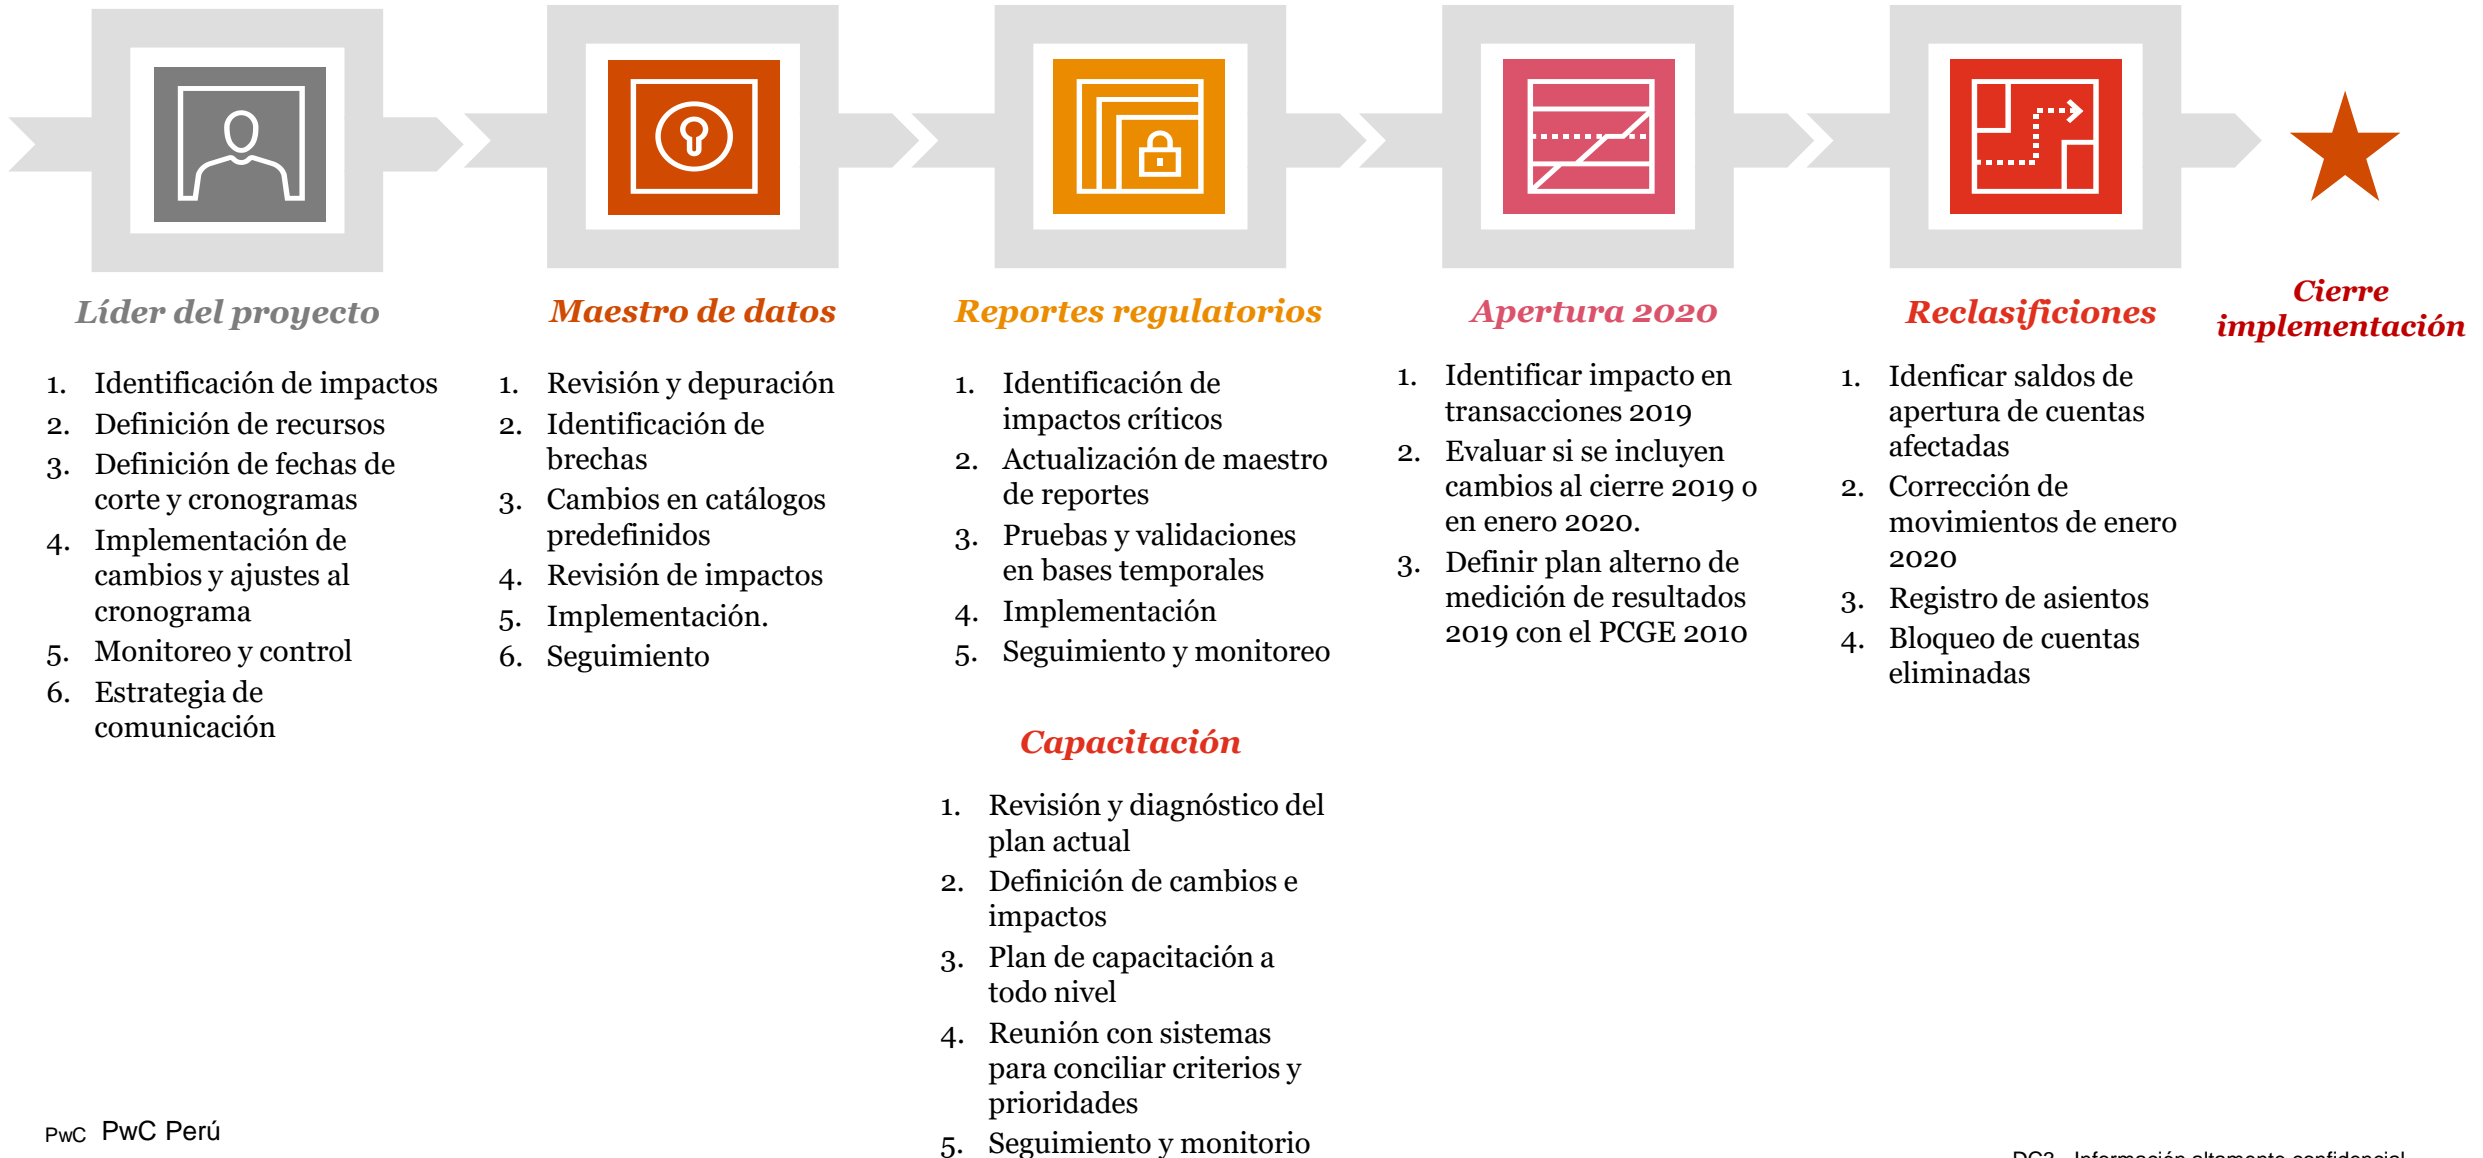 Líder del proyecto
1. Identificación de impactos
2. Definición de recursos
3. Definición de fechas de
corte y cronogramas
4. Implementación de
cambios y ajustes al
cronograma
5. Monitoreo y control
6. Estrategia de
comunicación
Maestro de datos
1. Revisión y depuración
2. Identificación de
brechas
3. Cambios en catálogos
predefinidos
4. Revisión de impactos
5. Implementación.
6. Seguimiento
Reportes regulatorios
1. Identificación de
impactos críticos
2. Actualización de maestro
de reportes
3. Pruebas y validaciones
en bases temporales
4. Implementación
5. Seguimiento y monitoreo
Capacitación
1. Revisión y diagnóstico del
plan actual
2. Definición de cambios e
impactos
3. Plan de capacitación a
todo nivel
4. Reunión con sistemas
para conciliar criterios y
prioridades
5. Seguimiento y monitorio
Apertura 2020
1. Identificar impacto en
transacciones 2019
2. Evaluar si se incluyen
cambios al cierre 2019 o
en enero 2020.
3. Definir plan alterno de
medición de resultados
2019 con el PCGE 2010
Reclasificiones
1. Idenficar saldos de
apertura de cuentas
afectadas
2. Corrección de
movimientos de enero
2020
3. Registro de asientos
4. Bloqueo de cuentas
eliminadas
Cierre
implementación
PwC PwC Perú
Información altamente confidencial